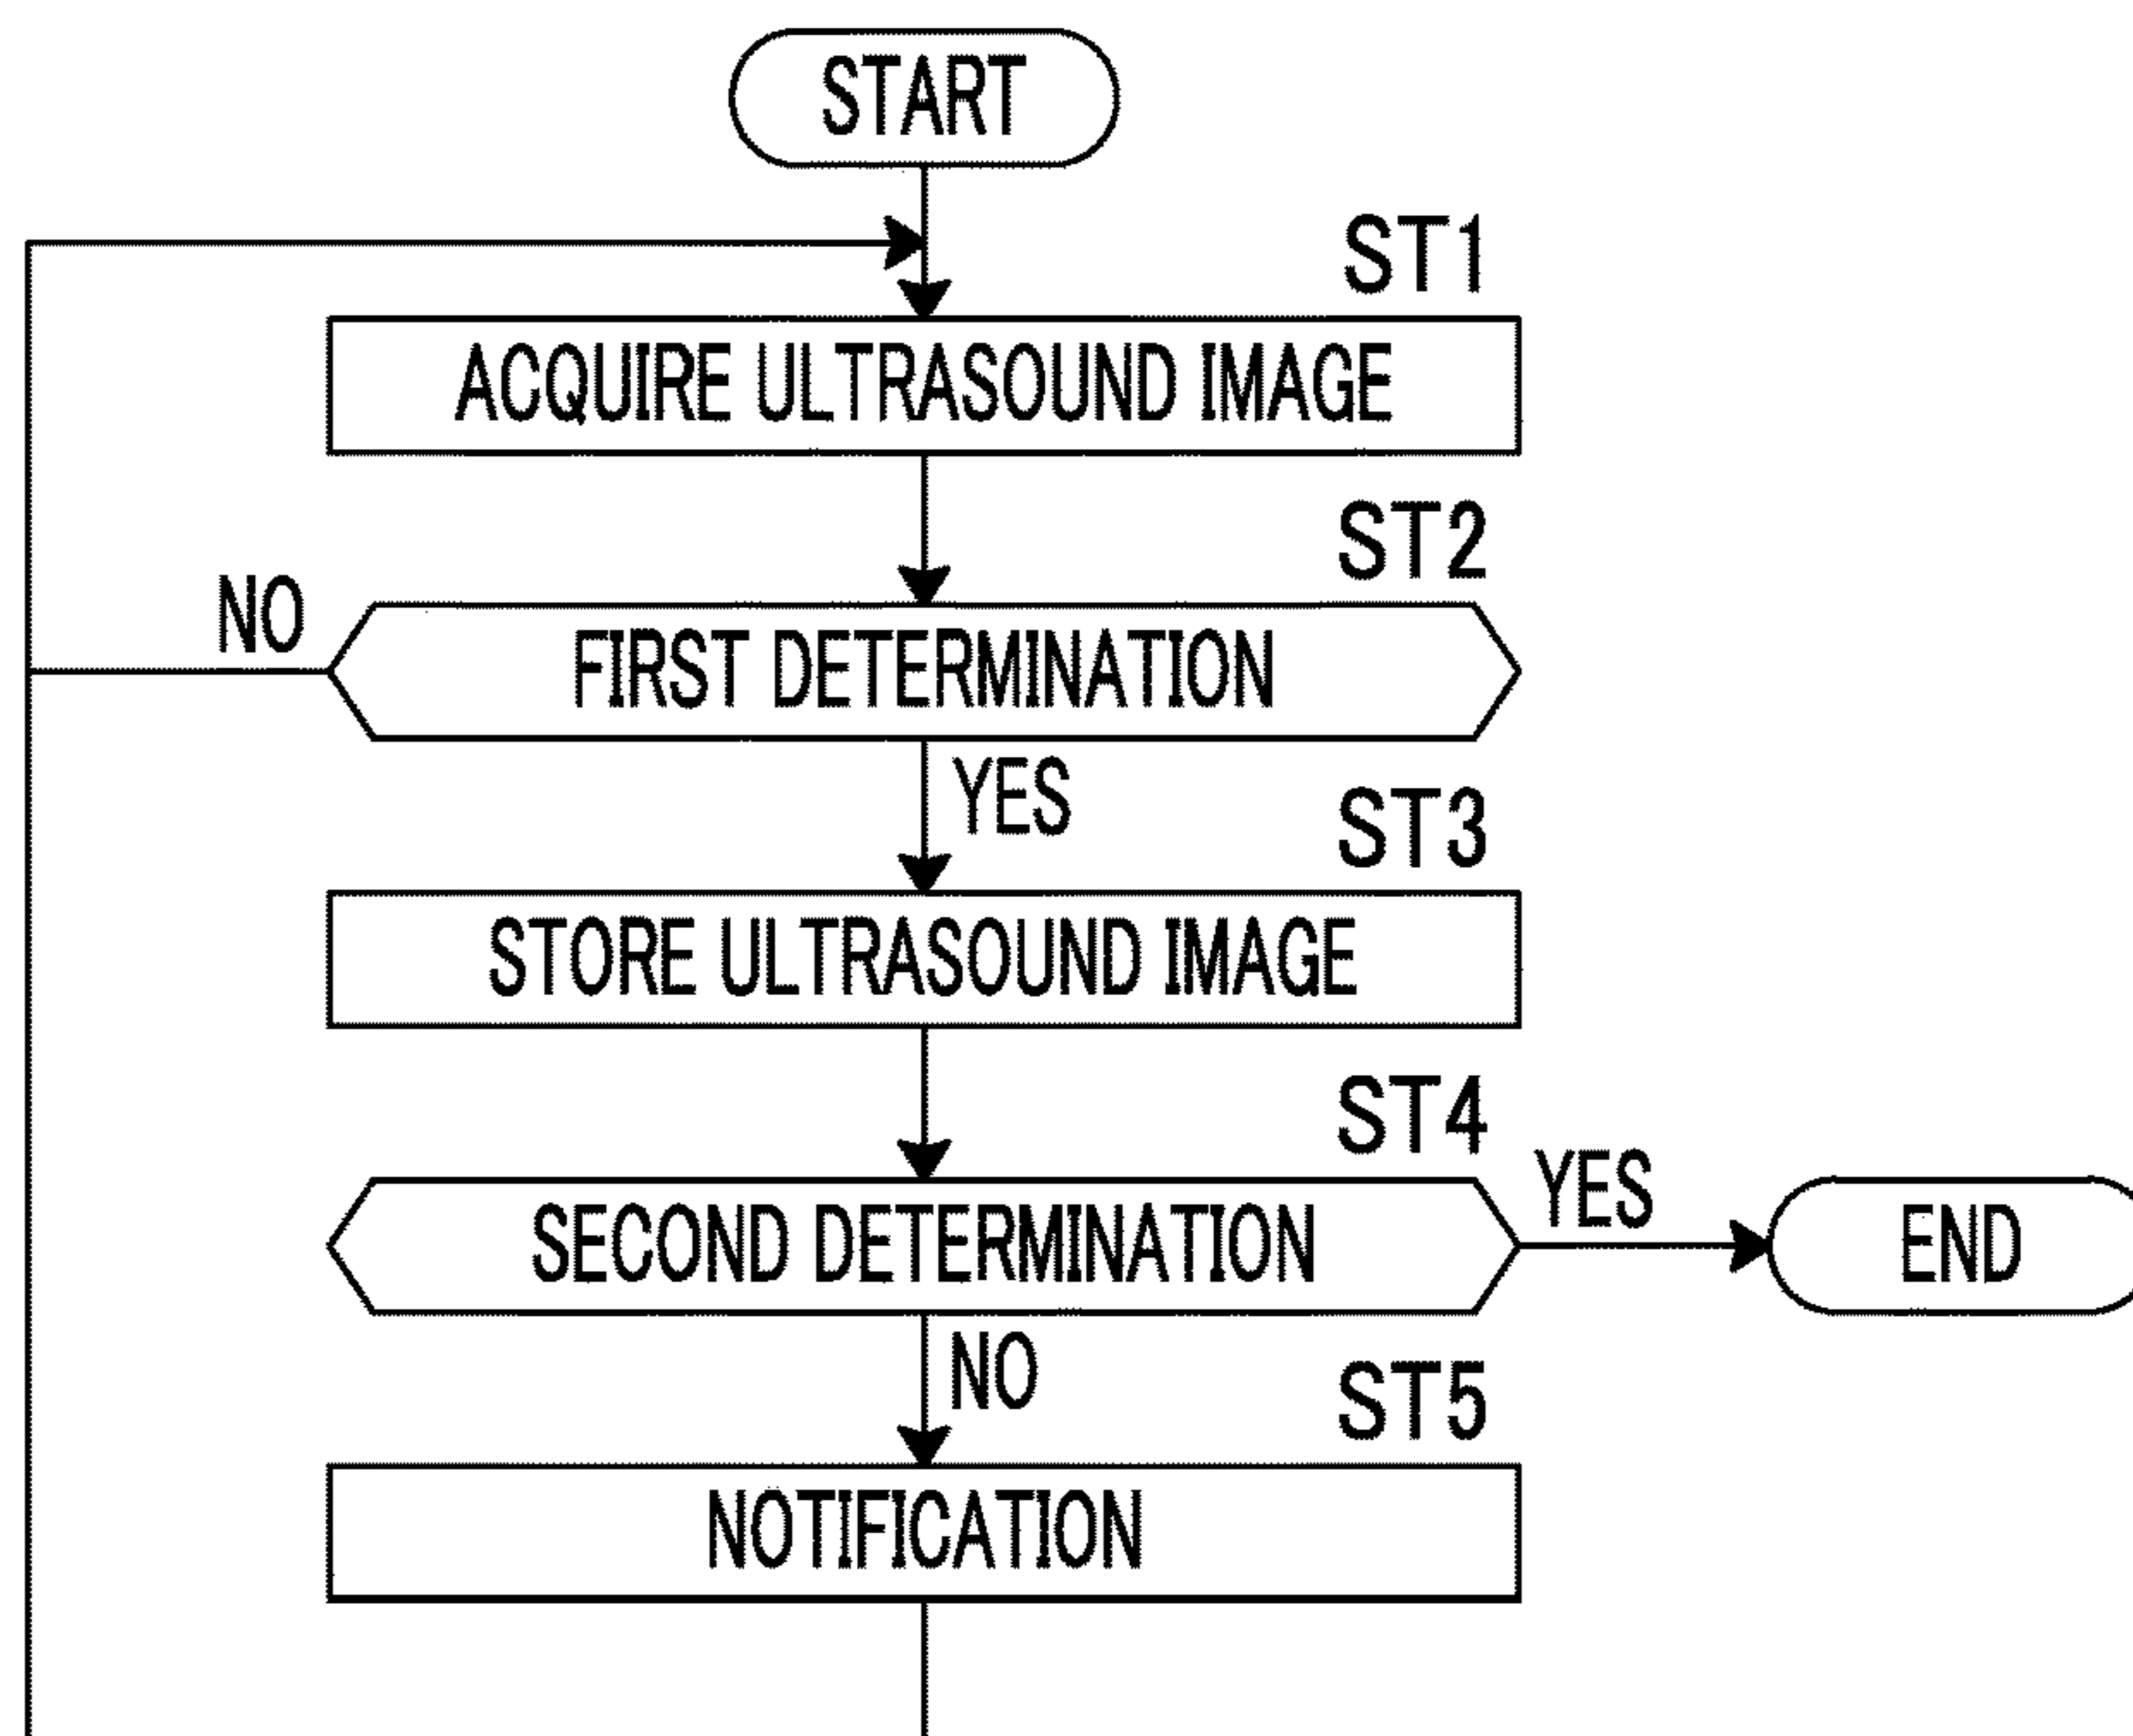 START
ST1
ACQUIRE ULTRASOUND IMAGE
ST2
NO
FIRST DETERMINATION
YES
ST3
STORE ULTRASOUND IMAGE
ST4
YES
SECOND DETERMINATION
END
NO
ST5
NOTIFICATION